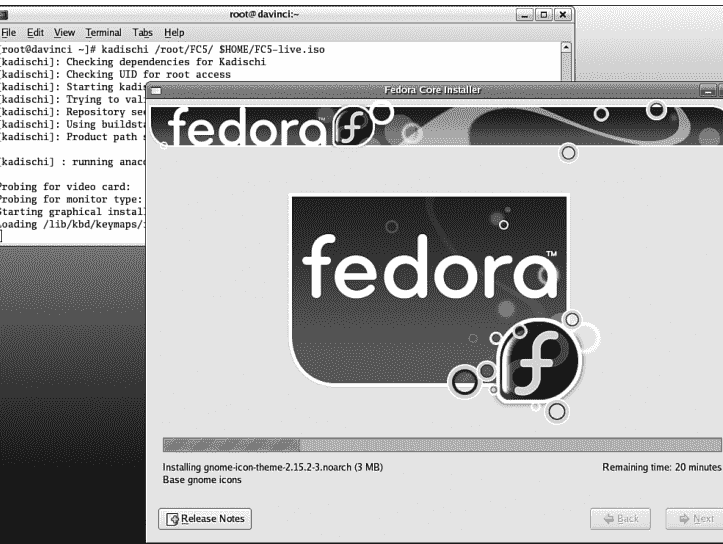 root@davinci:~
File Edit View Terminal Tabs Help
[root@davinci ~]# kadischi /root/FC5/ $HOME/FC5-live.iso
[kadischi]: Checking dependencies for Kadischi
[kadischi]: Checking UID for root access
[kadischi]: Starting kadis
[kadischi]: Trying to val
[kadischi]: Repository se
[kadischi]: Using buildsta
[kadischi]: Product path
[kadischi] : running anac
Probing for video card:
Probing for monitor type:
Starting graphical instal
Loading /lib/kbd/keymaps/
Fedora Core Installer
fedora f
fedora™
f
Installing gnome-icon-theme-2.15.2-3.noarch (3 MB)
Remaining time: 20 minutes
Base gnome icons
Release Notes
Back
Next